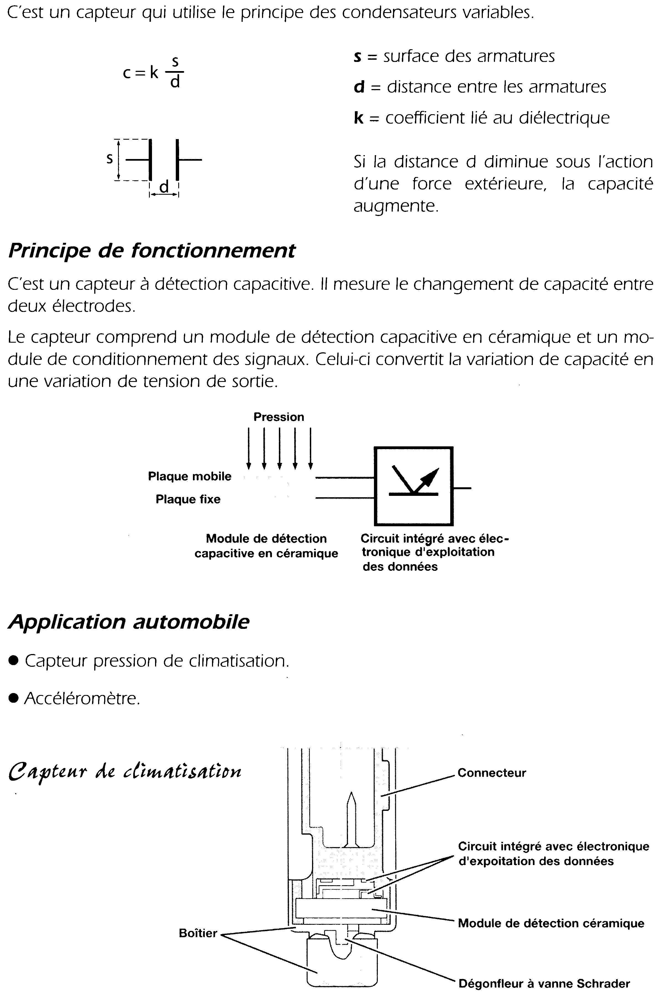 C'est un capteur qui utilise le principe des condensateurs variables.
c = k s/d
s = surface des armatures
d = distance entre les armatures
k = coefficient lié au diélectrique
s
d
Si la distance d diminue sous l'action
d'une force extérieure, la capacité
augmente.
Principe de fonctionnement
C'est un capteur à détection capacitive. Il mesure le changement de capacité entre
deux électrodes.
Le capteur comprend un module de détection capacitive en céramique et un mo-
dule de conditionnement des signaux. Celui-ci convertit la variation de capacité en
une variation de tension de sortie.
Pression
Plaque mobile
Plaque fixe
Module de détection
capacitive en céramique
Circuit intégré avec élec-
tronique d'exploitation
des données
Application automobile
● Capteur pression de climatisation.
● Accéléromètre.
Capteur de climatisation
Connecteur
Circuit intégré avec électronique
d'expoitation des données
Module de détection céramique
Boîtier
Dégonfleur à vanne Schrader